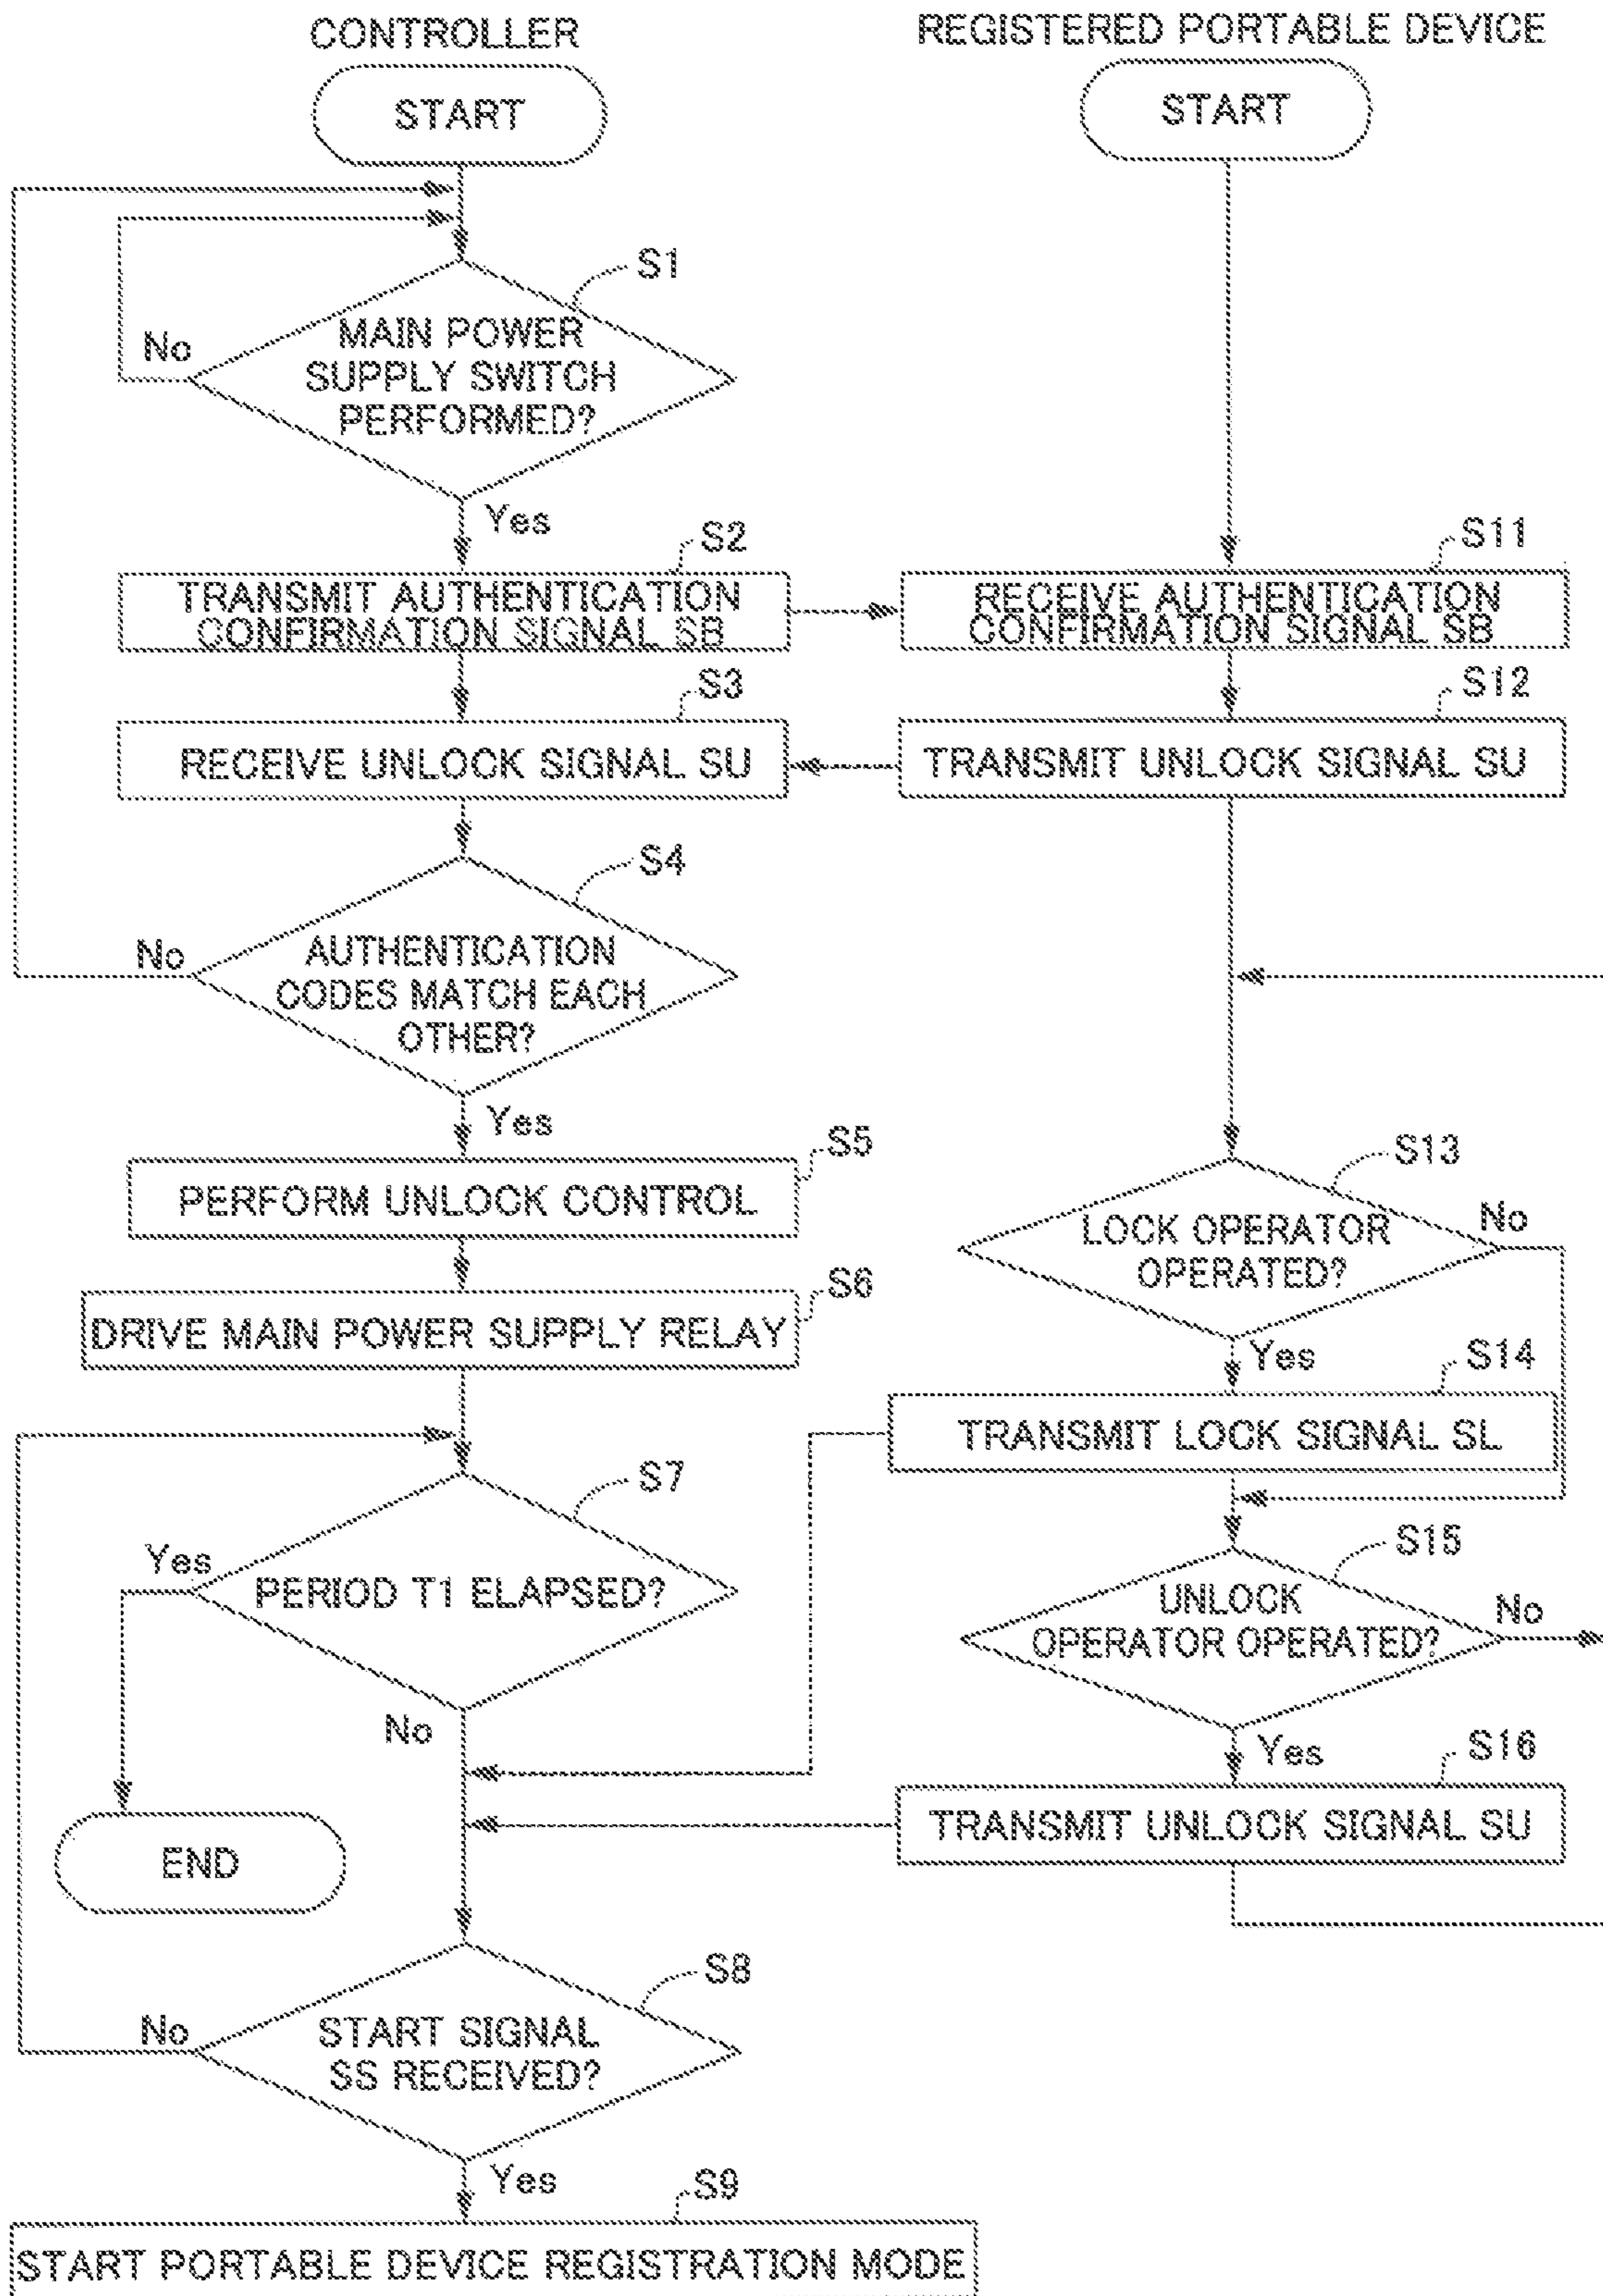 CONTROLLER
START
S1
MAIN POWER
SUPPLY SWITCH
PERFORMED?
No
Yes
S2
TRANSMIT AUTHENTICATION
CONFIRMATION SIGNAL SB
S3
RECEIVE UNLOCK SIGNAL SU
S4
AUTHENTICATION
CODES MATCH EACH
OTHER?
No
Yes
S5
PERFORM UNLOCK CONTROL
S6
DRIVE MAIN POWER SUPPLY RELAY
S7
PERIOD T1 ELAPSED?
Yes
No
END
S8
START SIGNAL
SS RECEIVED?
No
Yes
S9
START PORTABLE DEVICE REGISTRATION MODE
REGISTERED PORTABLE DEVICE
START
S11
RECEIVE AUTHENTICATION
CONFIRMATION SIGNAL SB
S12
TRANSMIT UNLOCK SIGNAL SU
S13
LOCK OPERATOR
OPERATED?
No
Yes
S14
TRANSMIT LOCK SIGNAL SL
S15
UNLOCK
OPERATOR OPERATED?
No
Yes
S16
TRANSMIT UNLOCK SIGNAL SU